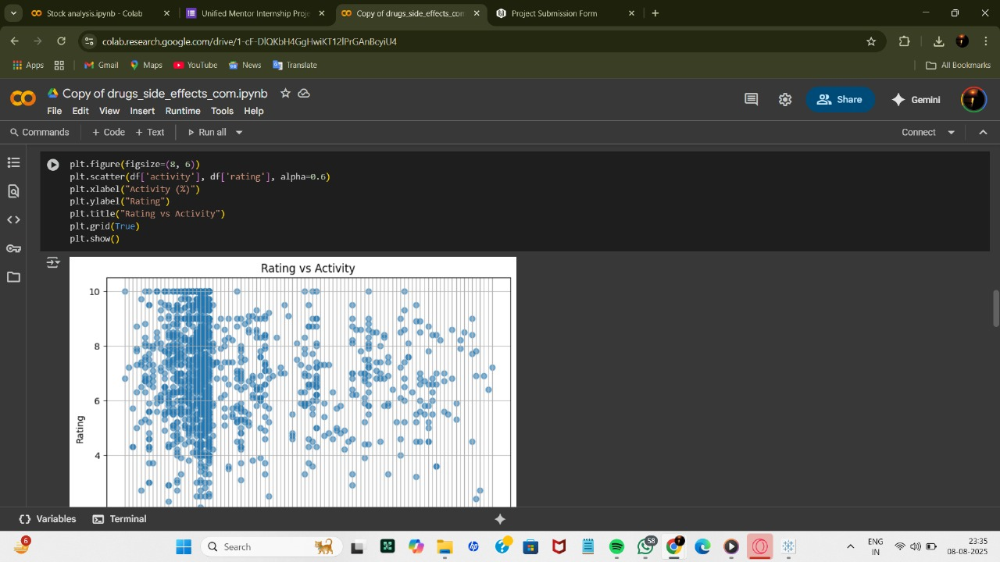 Stock analysis.ipynb - Colab
Unified Mentor Internship Proje
Copy of drugs_side_effects_con
Project Submission Form
colab.research.google.com/drive/1-cF-DlQKbH4GgHwiKT12lPrGAnBcyiU4
Apps
Gmail
Maps
YouTube
News
Translate
All Bookmarks
Copy of drugs_side_effects_com.ipynb
Share
Gemini
File Edit View Insert Runtime Tools Help
Commands + Code + Text Run all
Connect
plt.figure(figsize=(8, 6))
plt.scatter(df['activity'], df['rating'], alpha=0.6)
plt.xlabel("Activity (%)")
plt.ylabel("Rating")
plt.title("Rating vs Activity")
plt.grid(True)
plt.show()
Rating vs Activity
10
8
6
4
Rating
{} Variables
Terminal
6
Search
58
ENG
IN
23:35
08-08-2025